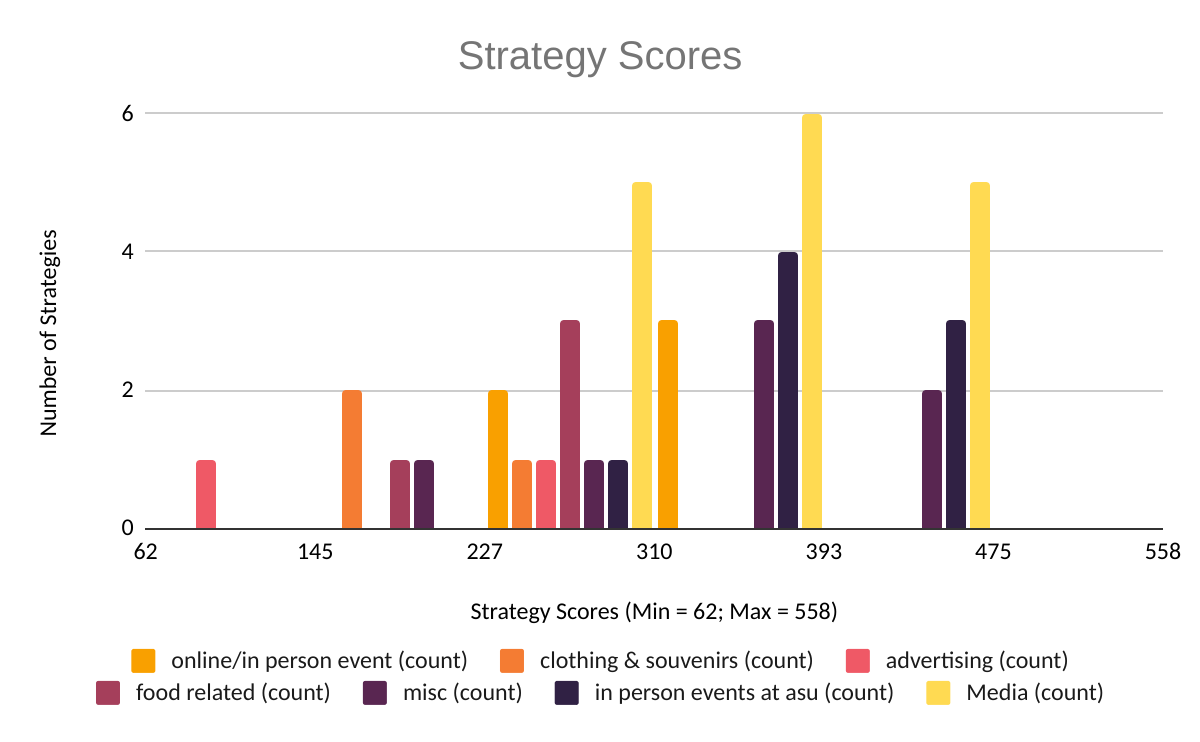 Strategy Scores
6
4
2
0
Number of Strategies
62 145 227 310 393 475 558
Strategy Scores (Min = 62; Max = 558)
online/in person event (count) clothing & souvenirs (count) advertising (count)
food related (count) misc (count) in person events at asu (count) Media (count)